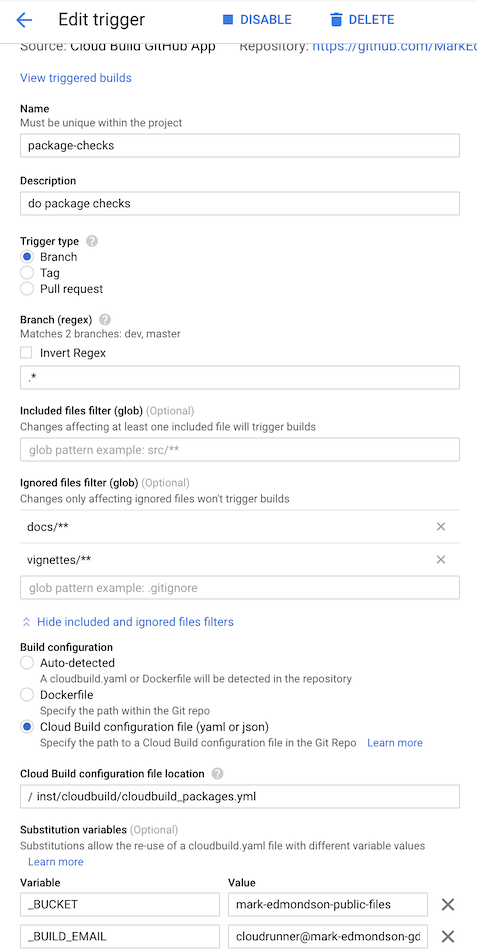 Edit trigger DISABLE DELETE
Source: Cloud Build GitHub App Repository: https://github.com/MarkEd
View triggered builds
Name
Must be unique within the project
package-checks
Description
do package checks
Trigger type ?
Branch
Tag
Pull request
Branch (regex) ?
Matches 2 branches: dev, master
Invert Regex
.*
Included files filter (glob) (Optional)
Changes affecting at least one included file will trigger builds
glob pattern example: src/**
Ignored files filter (glob) (Optional)
Changes only affecting ignored files won't trigger builds
docs/**
vignettes/**
glob pattern example: .gitignore
Hide included and ignored files filters
Build configuration
Auto-detected
A cloudbuild.yaml or Dockerfile will be detected in the repository
Dockerfile
Specify the path within the Git repo
Cloud Build configuration file (yaml or json)
Specify the path to a Cloud Build configuration file in the Git Repo Learn more
Cloud Build configuration file location ?
/ inst/cloudbuild/cloudbuild_packages.yml
Substitution variables (Optional)
Substitutions allow the re-use of a cloudbuild.yaml file with different variable values
Learn more
Variable Value
_BUCKET mark-edmondson-public-files
_BUILD_EMAIL cloudrunner@mark-edmondson-gd